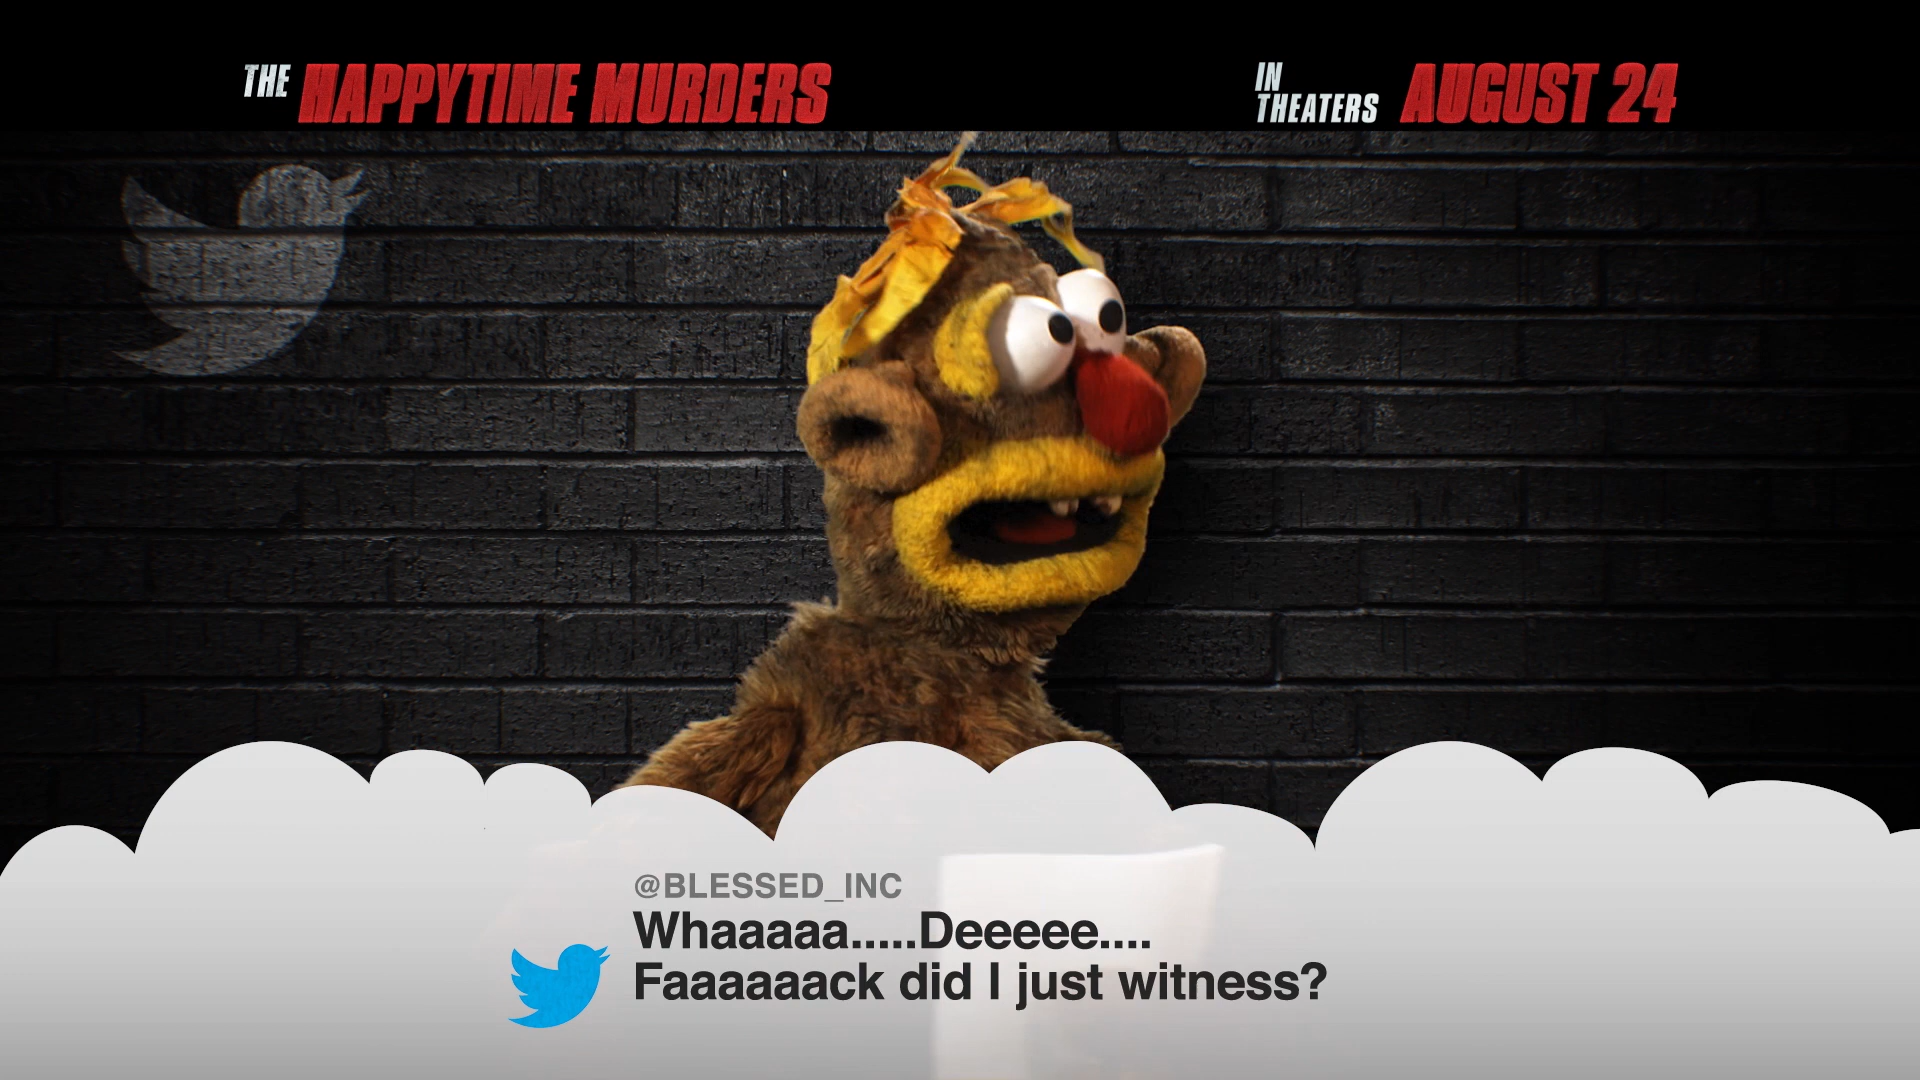 THE HAPPYTIME MURDERS
IN THEATERS AUGUST 24
@BLESSED_INC
Whaaaaa.....Deeeee....
Faaaaaack did I just witness?